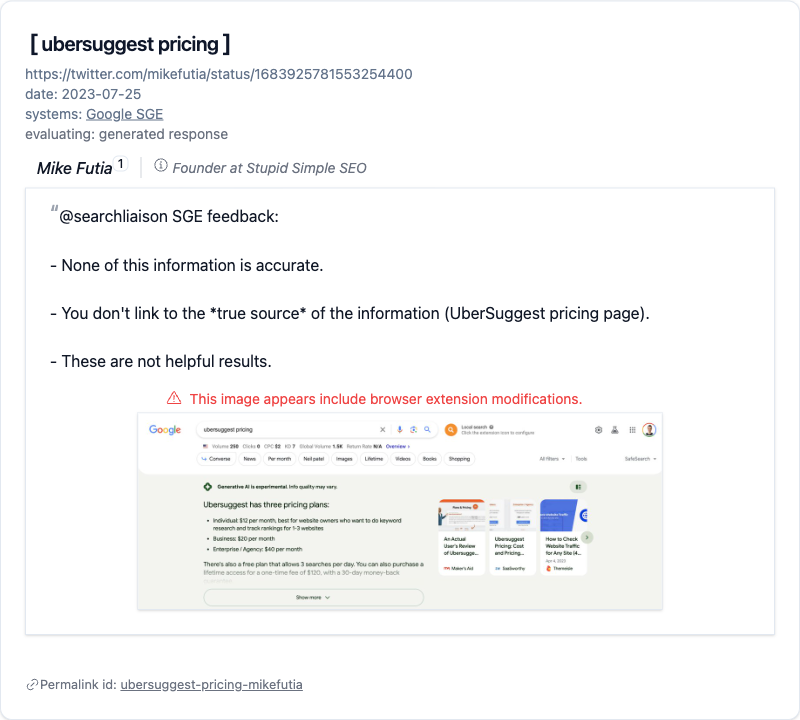 [ ubersuggest pricing ]
https://twitter.com/mikefutia/status/1683925781553254400
date: 2023-07-25
systems: Google SGE
evaluating: generated response
Mike Futia 1
Founder at Stupid Simple SEO
“@searchliaison SGE feedback:
- None of this information is accurate.
- You don't link to the *true source* of the information (UberSuggest pricing page).
- These are not helpful results.
This image appears include browser extension modifications.
Google
ubersuggest pricing
Local search
Click the extension icon to configure
Volume 250 Clicks 0 CPC $2 KD 7 Global Volume 1.5K Return Rate N/A Overview ›
Converse News Per month Neil patel Images Lifetime Videos Books Shopping
All filters Tools SafeSearch
Generative AI is experimental. Info quality may vary.
Ubersuggest has three pricing plans:
• Individual: $12 per month, best for website owners who want to do keyword
research and track rankings for 1-3 websites
• Business: $20 per month
• Enterprise / Agency: $40 per month
There's also a free plan that allows 3 searches per day. You can also purchase a
lifetime access for a one-time fee of $120, with a 30-day money-back
An Actual
User's Review
of Ubersugge...
Maker's Aid
Ubersuggest
Pricing: Cost
and Pricing...
SaaSworthy
How to Check
Website Traffic
for Any Site (4...
Apr 4, 2023
Themeisle
Show more
Permalink id: ubersuggest-pricing-mikefutia